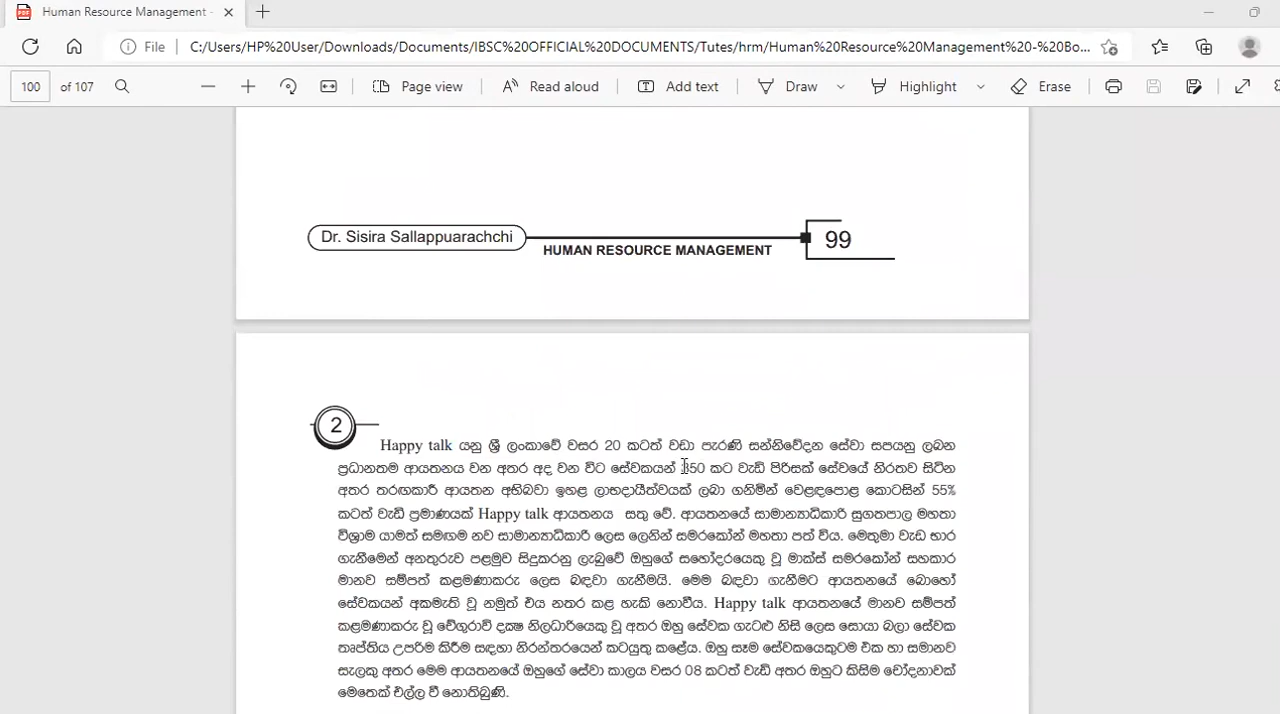 Human Resource Management -
File
C:/Users/HP%20User/Downloads/Documents/IBSC%20OFFICIAL%20DOCUMENTS/Tutes/hrm/Human%20Resource%20Management%20-%20Bo...
100 of 107
Page view
Read aloud
Add text
Draw
Highlight
Erase
Dr. Sisira Sallappuarachchi
HUMAN RESOURCE MANAGEMENT
99
2
Happy talk යනු ශ්‍රී ලංකාවේ වසර 20 කටත් වඩා පැරණි සන්නිවේදන සේවා සපයනු ලබන
ප්‍රධානතම ආයතනය වන අතර අද වන විට සේවකයන් කට වැඩි පිරිසක් සේවයේ නිරතව සිටින
අතර තරඟකාරී ආයතන අභිබවා ඉහළ ලාභදායීත්වයක් ලබා ගනිමින් වෙළඳපොළ කොටසින් 55%
කටත් වැඩි ප්‍රමාණයක් Happy talk ආයතනය සතු වේ. ආයතනයේ සාමාන්‍යාධිකාරී සුගතපාල මහතා
විශ්‍රාම යාමත් සමඟම නව සාමාන්‍යාධිකාරී ලෙස ලෙනින් සමරකෝන් මහතා පත් විය. මෙතුමා වැඩ භාර
ගැනීමෙන් අනතුරුව පළමුව සිදුකරනු ලැබුවේ ඔහුගේ සහෝදරයෙකු වූ මාක්ස් සමරකෝන් සහකාර
මානව සම්පත් කළමණාකරු ලෙස බඳවා ගැනීමයි. මෙම බඳවා ගැනීමට ආයතනයේ බොහෝ
සේවකයන් අකමැති වූ නමුත් එය නතර කළ හැකි නොවීය. Happy talk ආයතනයේ මානව සම්පත්
කළමණාකරු වූ වේගුරාවි දක්‍ෂ නිලධාරියෙකු වූ අතර ඔහු සේවක ගැටළු නිසි ලෙස සොයා බලා සේවක
තෘප්තිය උපරිම කිරීම සඳහා නිරන්තරයෙන් කටයුතු කළේය. ඔහු සෑම සේවකයෙකුටම එක හා සමානව
සැලකූ අතර මෙම ආයතනයේ ඔහුගේ සේවා කාලය වසර 08 කටත් වැඩි අතර ඔහුට කිසිම චෝදනාවක්
මෙතෙක් එල්ල වී නොතිබුණි.